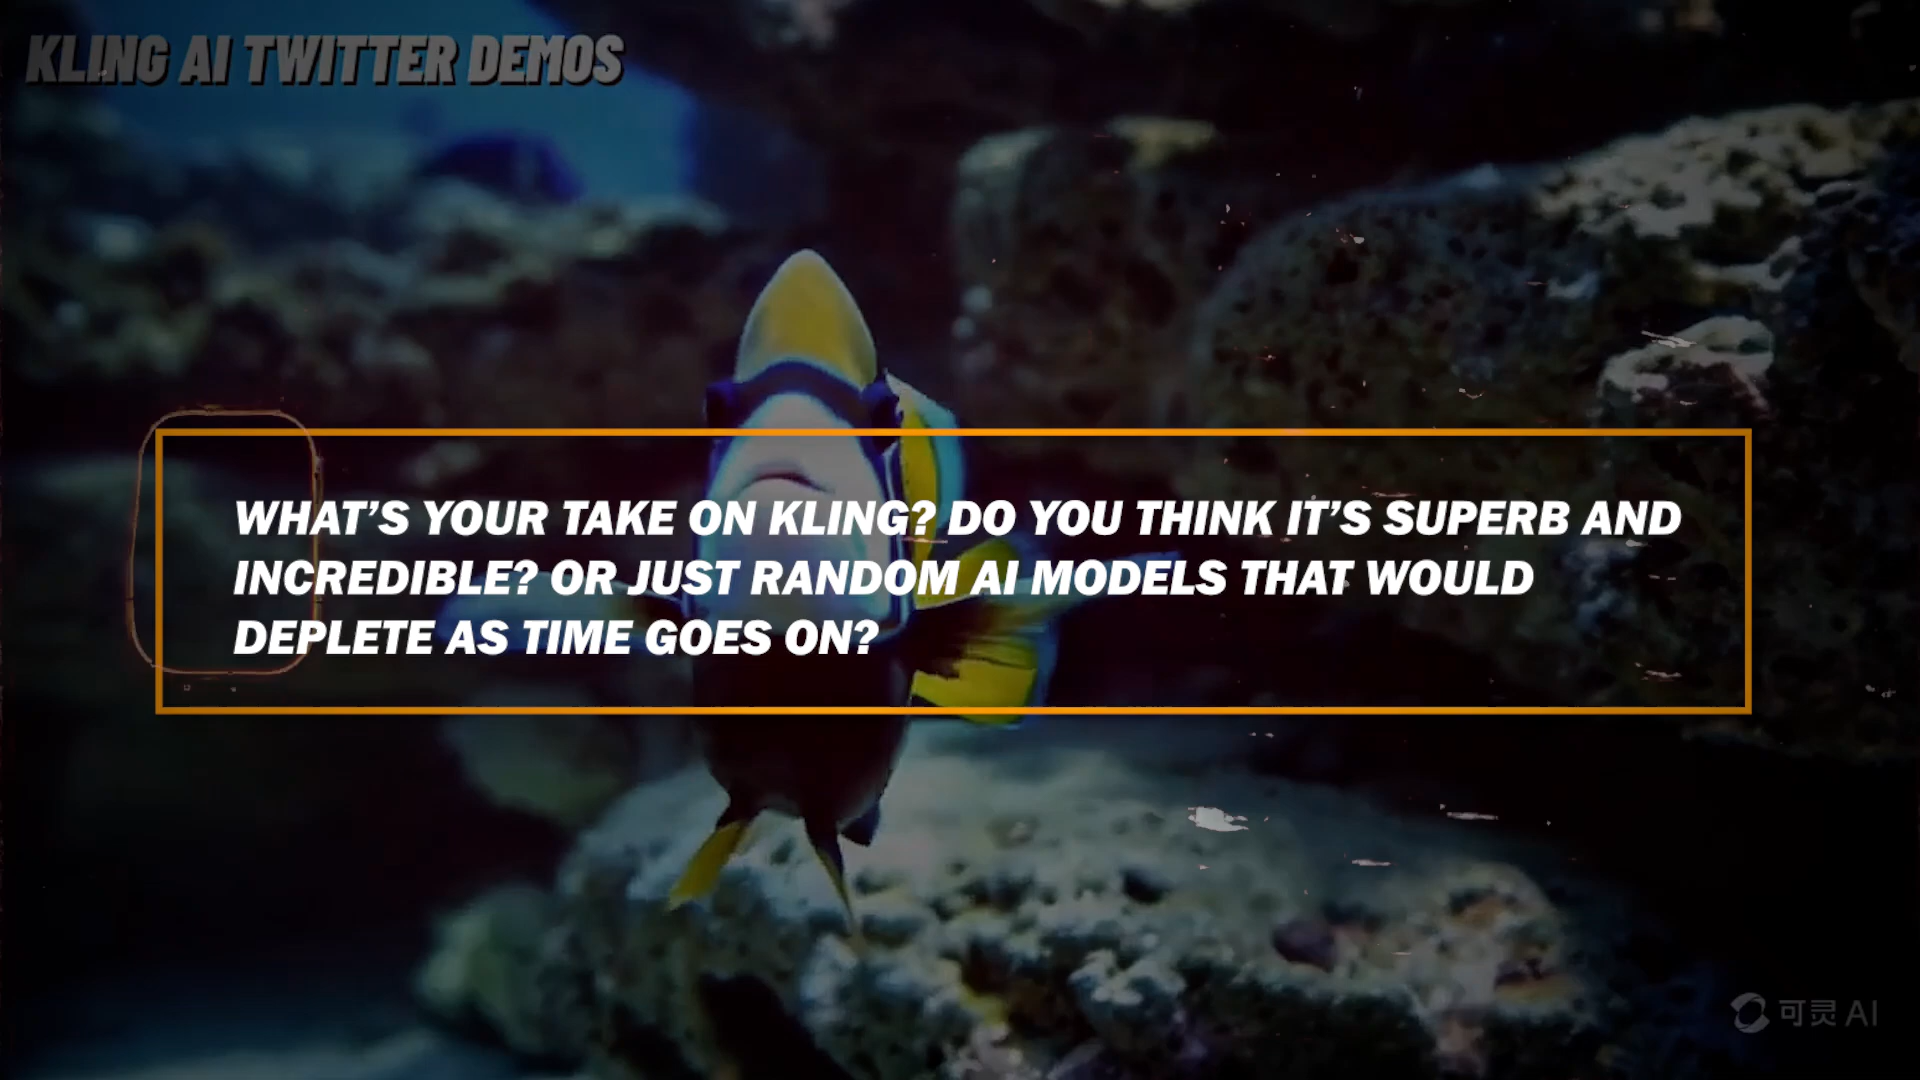 KLING AI TWITTER DEMOS
WHAT’S YOUR TAKE ON KLING? DO YOU THINK IT’S SUPERB AND
INCREDIBLE? OR JUST RANDOM AI MODELS THAT WOULD
DEPLETE AS TIME GOES ON?
可灵 AI